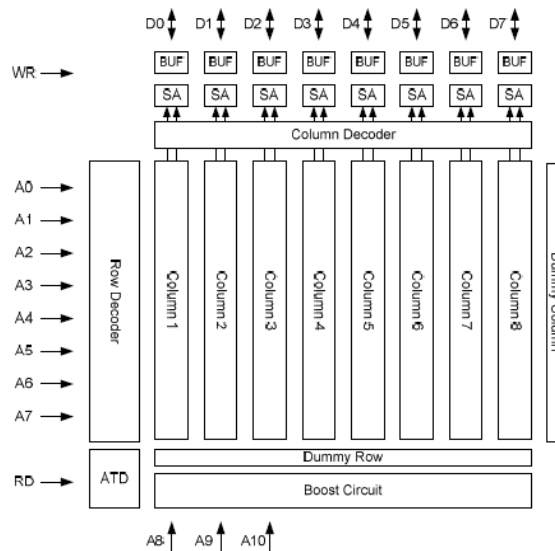 D0 D1 D2 D3 D4 D5 D6 D7
WR BUF BUF BUF BUF BUF BUF BUF BUF
SA SA SA SA SA SA SA SA
Column Decoder
A0
A1
A2
A3
A4
A5
A6
A7
Row Decoder
Column 1
Column 2
Column 3
Column 4
Column 5
Column 6
Column 7
Column 8
Dummy Column
Dummy Row
RD ATD Boost Circuit
A8 A9 A10